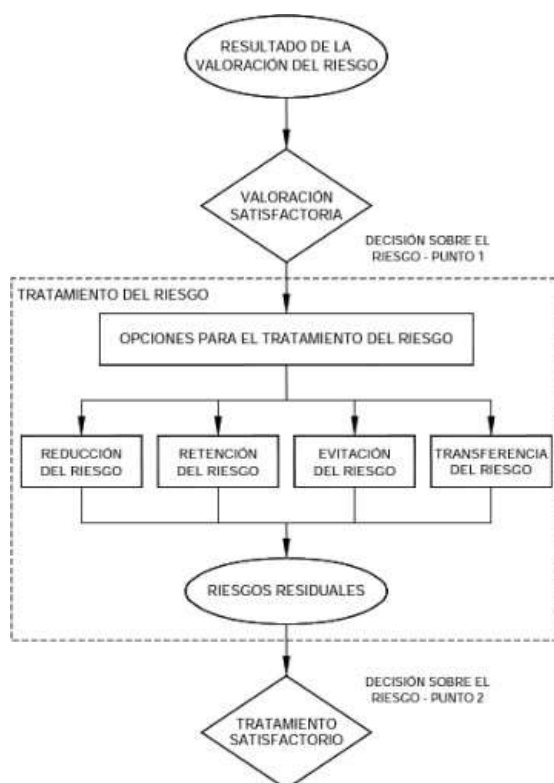 RESULTADO DE LA
VALORACIÓN DEL RIESGO
VALORACIÓN
SATISFACTORIA
DECISIÓN SOBRE EL
RIESGO - PUNTO 1
TRATAMIENTO DEL RIESGO
OPCIONES PARA EL TRATAMIENTO DEL RIESGO
REDUCCIÓN
DEL RIESGO
RETENCIÓN
DEL RIESGO
EVITACIÓN
DEL RIESGO
TRANSFERENCIA
DEL RIESGO
RIESGOS RESIDUALES
DECISIÓN SOBRE EL
RIESGO - PUNTO 2
TRATAMIENTO
SATISFACTORIO